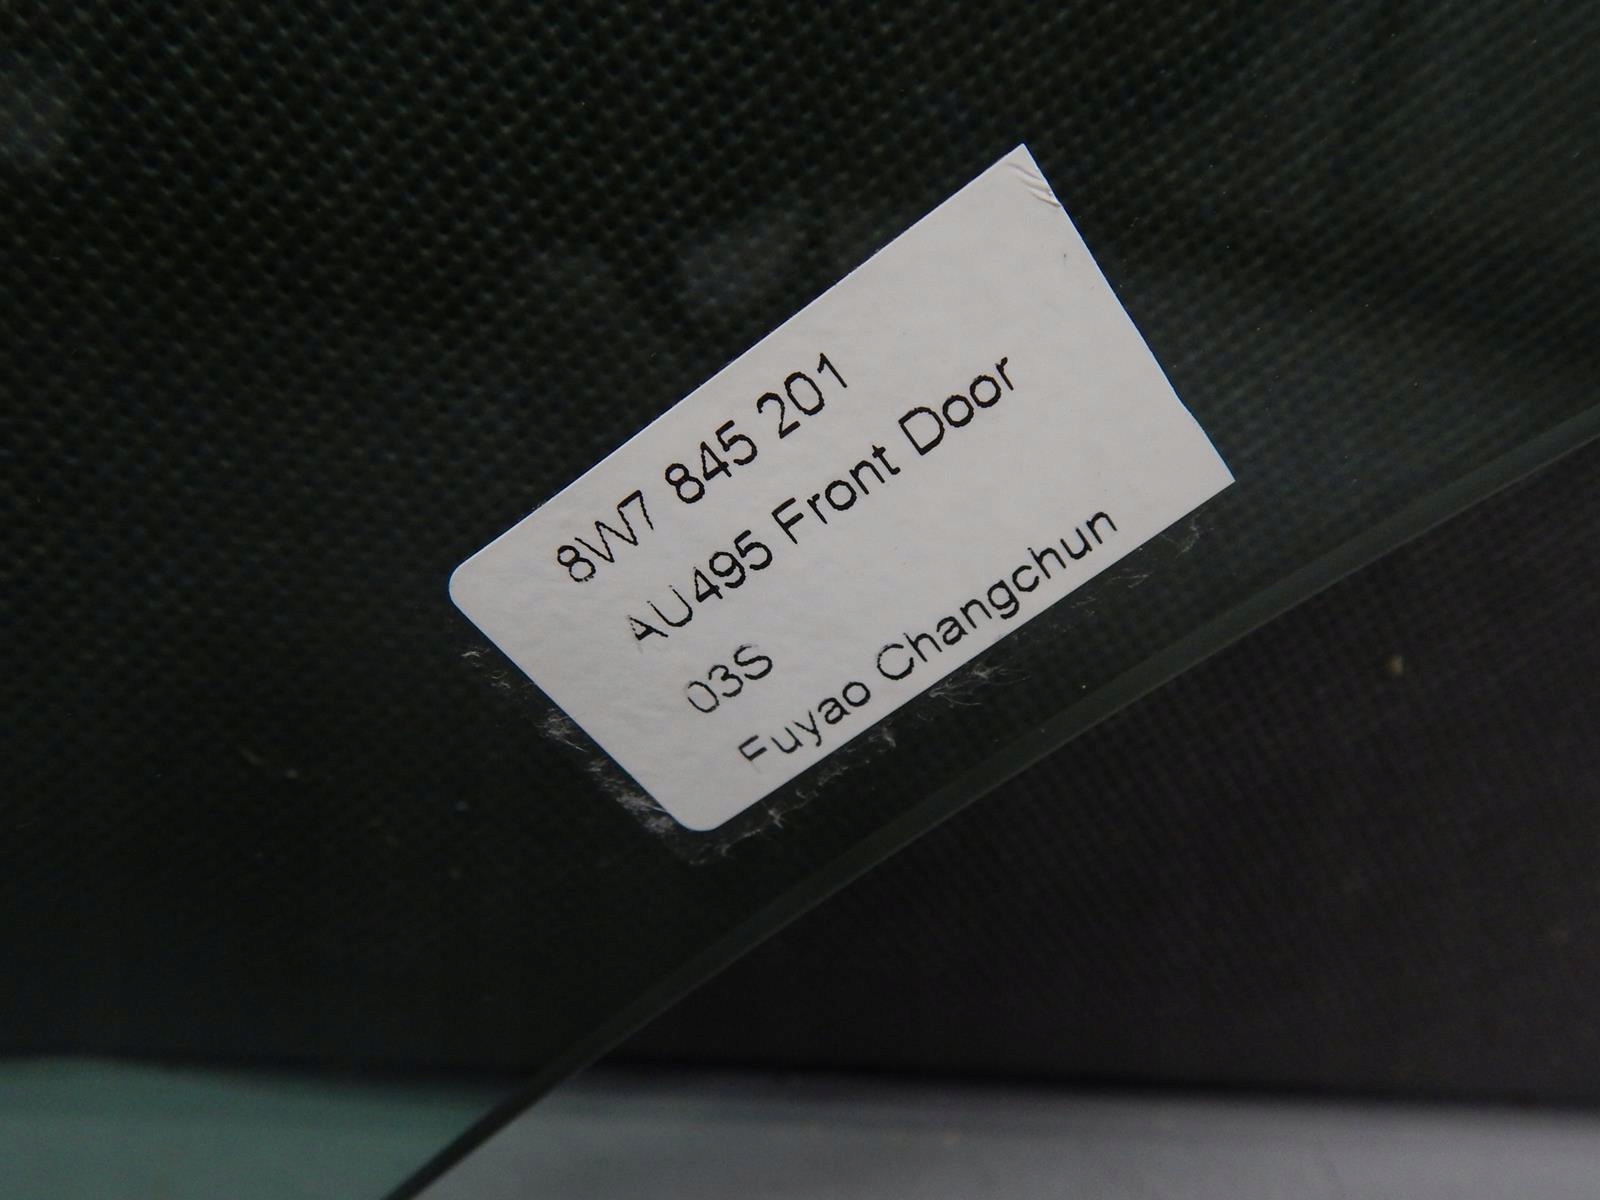 8W7 845 201
AU495 Front Door
03S
Fuyao Changchun